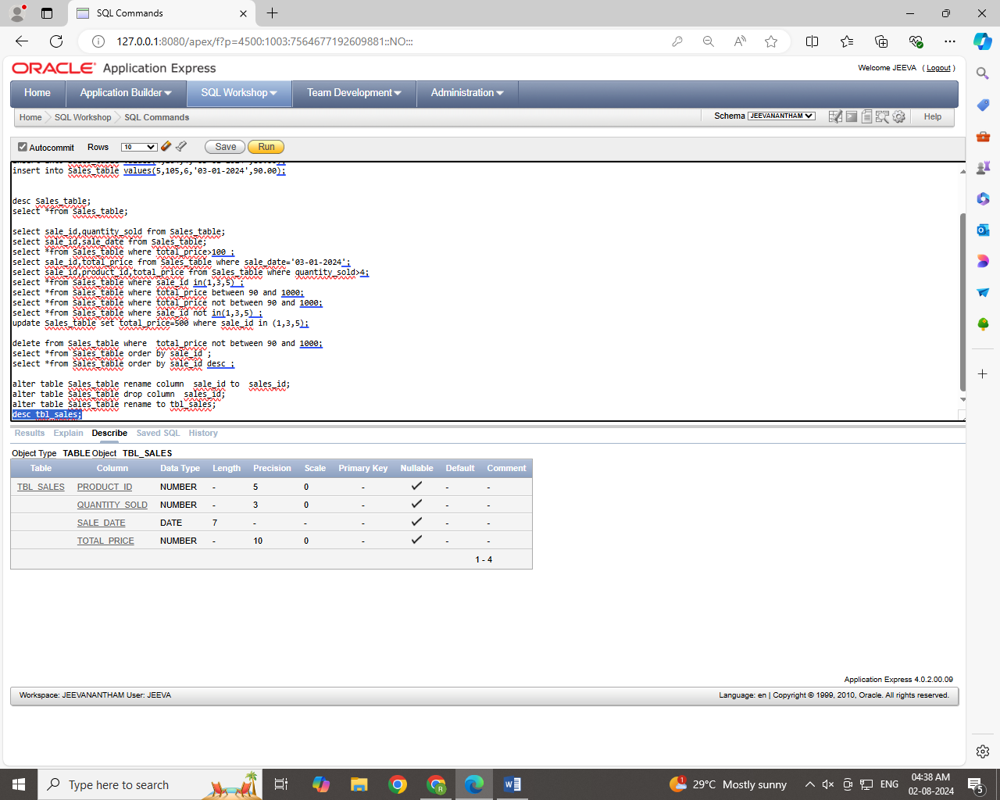 SQL Commands
127.0.0.1:8080/apex/f?p=4500:1003:7564677192609881::NO:::
ORACLE Application Express
Welcome JEEVA ( Logout )
Home Application Builder SQL Workshop Team Development Administration
Home SQL Workshop SQL Commands Schema JEEVANANTHAM Help
Autocommit Rows 10 Save Run
insert into Sales_table values(5,105,6,'03-01-2024',90.00);
desc Sales_table;
select *from Sales_table;
select sale_id,quantity_sold from Sales_table;
select sale_id,sale_date from Sales_table;
select *from Sales_table where total_price>100 ;
select sale_id,total_price from Sales_table where sale_date='03-01-2024';
select sale_id,product_id,total_price from Sales_table where quantity_sold>4;
select *from Sales_table where sale_id in(1,3,5) ;
select *from Sales_table where total_price between 90 and 1000;
select *from Sales_table where total_price not between 90 and 1000;
select *from Sales_table where sale_id not in(1,3,5) ;
update Sales_table set total_price=500 where sale_id in (1,3,5);
delete from Sales_table where  total_price not between 90 and 1000;
select *from Sales_table order by sale_id ;
select *from Sales_table order by sale_id desc ;
alter table Sales_table rename column  sale_id to  sales_id;
alter table Sales_table drop column  sales_id;
alter table Sales_table rename to tbl_sales;
desc tbl_sales;
Results Explain Describe Saved SQL History
Object Type TABLE Object TBL_SALES
Table Column Data Type Length Precision Scale Primary Key Nullable Default Comment
TBL_SALES PRODUCT_ID NUMBER - 5 0 - - -
QUANTITY_SOLD NUMBER - 3 0 - - -
SALE_DATE DATE 7 - - - - -
TOTAL_PRICE NUMBER - 10 0 - - -
1 - 4
Application Express 4.0.2.00.09
Workspace: JEEVANANTHAM User: JEEVA Language: en | Copyright © 1999, 2010, Oracle. All rights reserved.
Type here to search 1 29°C Mostly sunny ENG 04:38 AM
02-08-2024 5